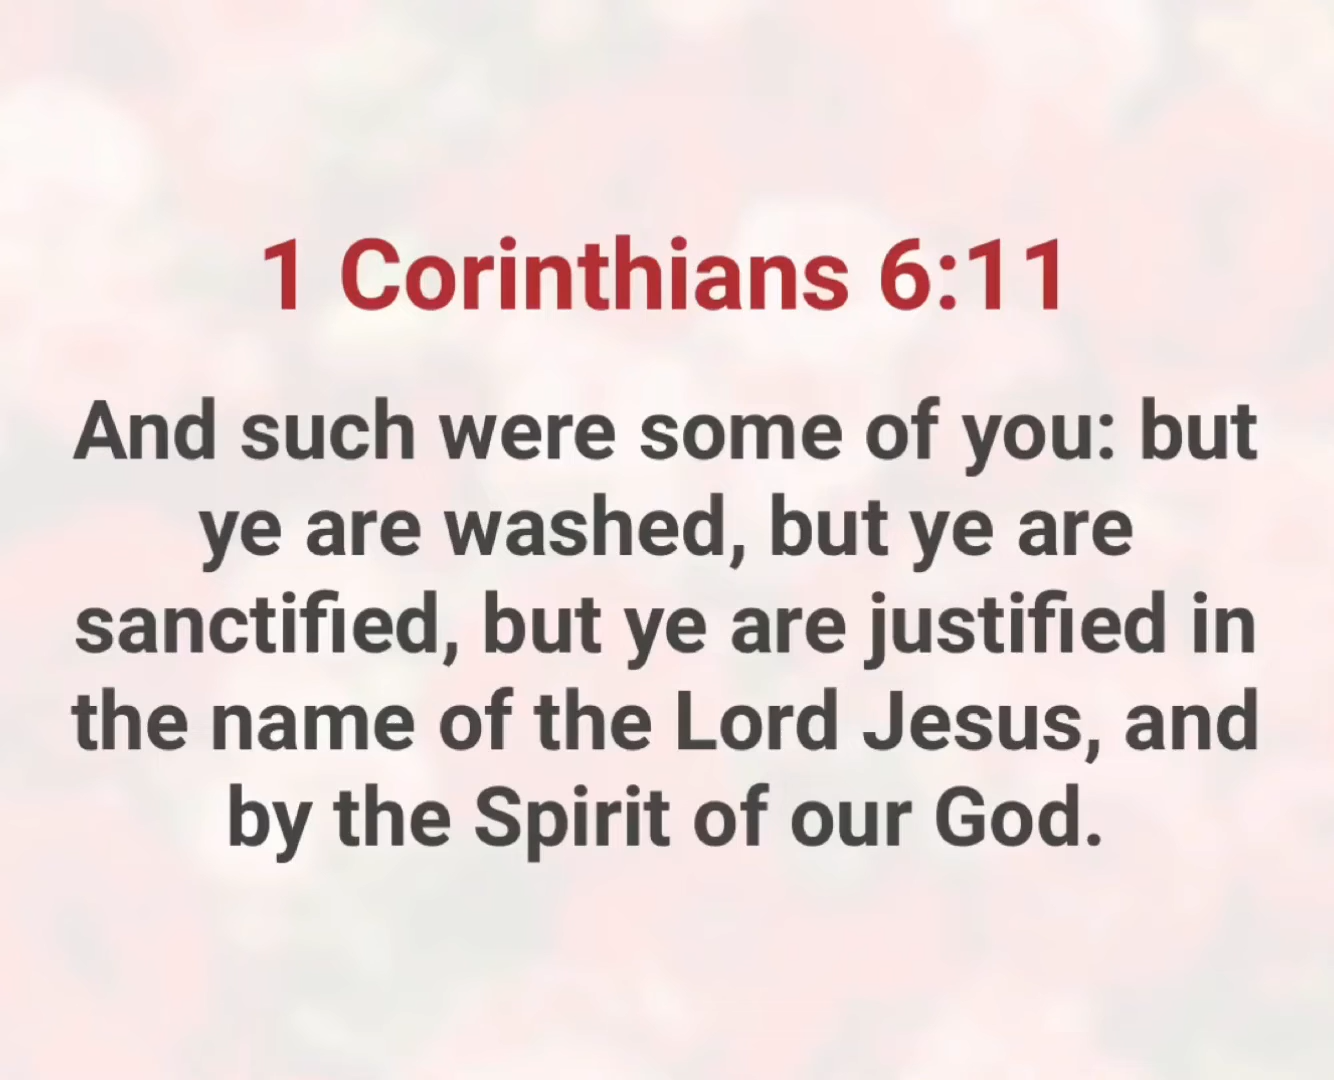 1 Corinthians 6:11
And such were some of you: but
ye are washed, but ye are
sanctified, but ye are justified in
the name of the Lord Jesus, and
by the Spirit of our God.